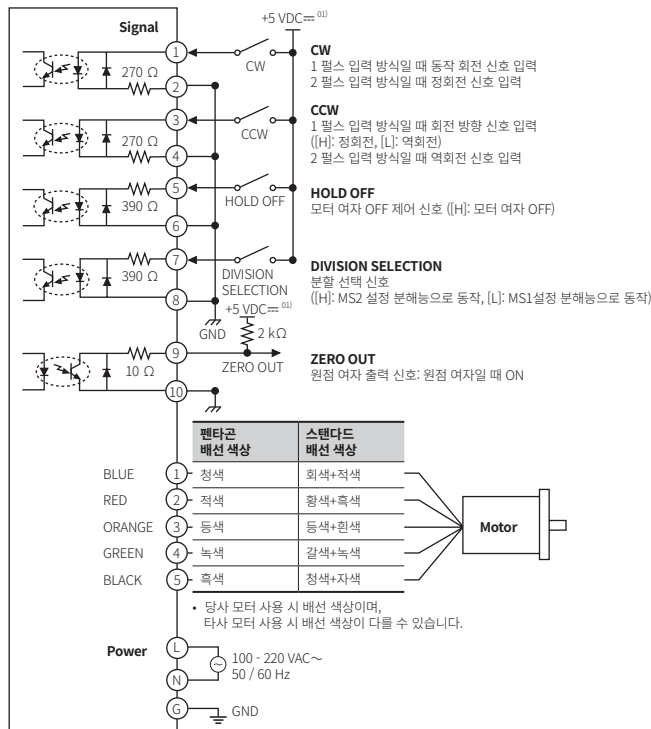 Signal
+5 VDC⎓ 01)
1
CW
270 Ω
2
CW
1 펄스 입력 방식일 때 동작 회전 신호 입력
2 펄스 입력 방식일 때 정회전 신호 입력
3
CCW
270 Ω
4
CCW
1 펄스 입력 방식일 때 회전 방향 신호 입력
([H]: 정회전, [L]: 역회전)
2 펄스 입력 방식일 때 역회전 신호 입력
5
390 Ω
HOLD OFF
6
HOLD OFF
모터 여자 OFF 제어 신호 ([H]: 모터 여자 OFF)
7
390 Ω
DIVISION
SELECTION
8
DIVISION SELECTION
분할 선택 신호
([H]: MS2 설정 분해능으로 동작, [L]: MS1설정 분해능으로 동작)
+5 VDC⎓ 01)
GND
2 kΩ
9
10 Ω
ZERO OUT
10
ZERO OUT
원점 여자 출력 신호: 원점 여자일 때 ON
펜타곤
배선 색상
스탠다드
배선 색상
BLUE 1 청색 회색+적색
RED 2 적색 황색+흑색
ORANGE 3 등색 등색+흰색
GREEN 4 녹색 갈색+녹색
BLACK 5 흑색 청색+자색
Motor
• 당사 모터 사용 시 배선 색상이며,
타사 모터 사용 시 배선 색상이 다를 수 있습니다.
Power
L
100 - 220 VAC~
50 / 60 Hz
N
G
GND